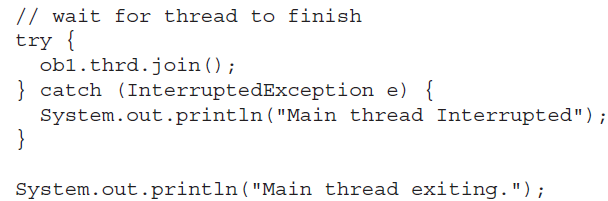 // wait for thread to finish
try {
  ob1.thrd.join();
} catch (InterruptedException e) {
  System.out.println("Main thread Interrupted");
}

System.out.println("Main thread exiting.");